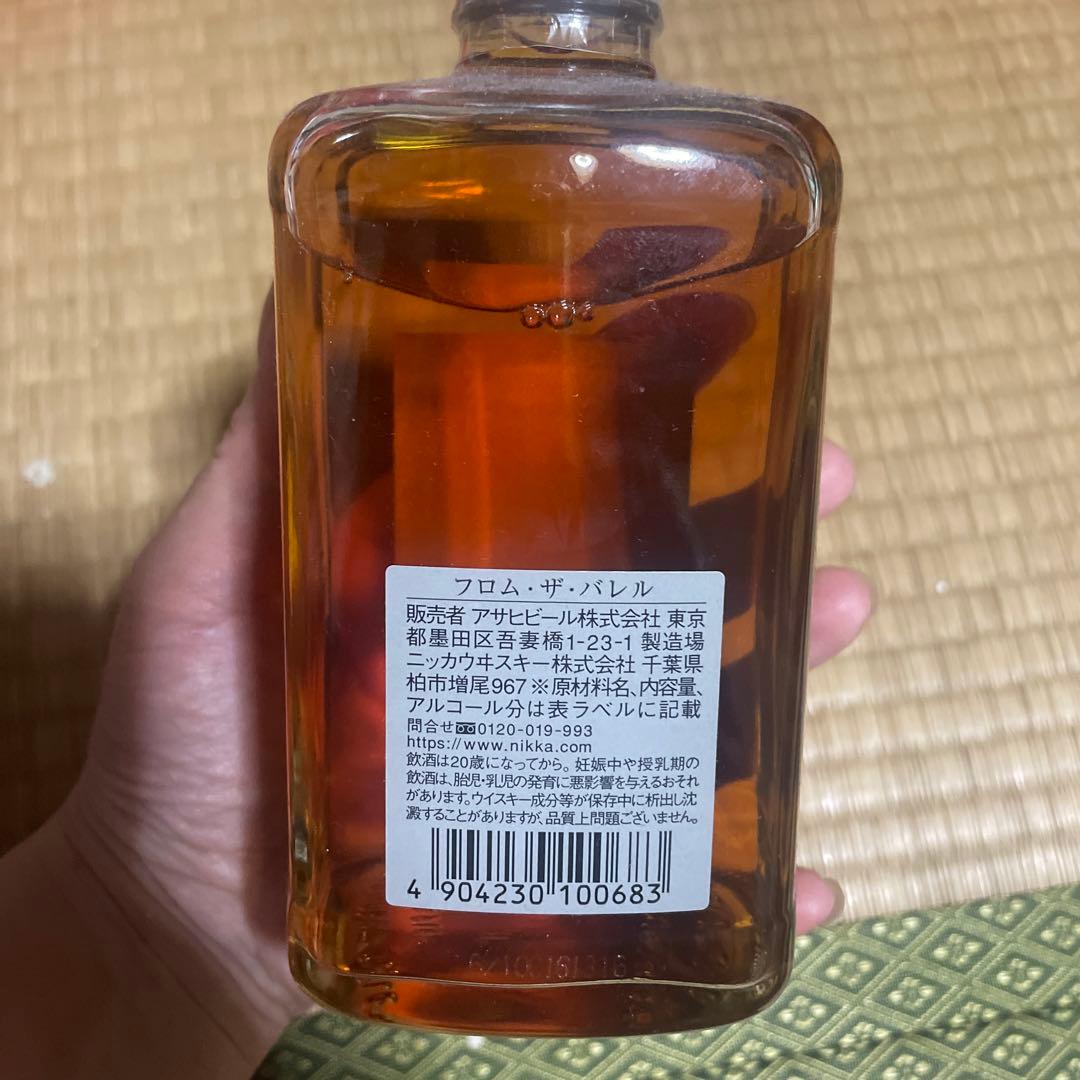 フロム・ザ・バレル
販売者 アサヒビール株式会社 東京
都墨田区吾妻橋1-23-1 製造場
ニッカウヰスキー株式会社 千葉県
柏市増尾967 ※原材料名、内容量、
アルコール分は表ラベルに記載
問合せ 0120-019-993
https://www.nikka.com
飲酒は20歳になってから。妊娠中や授乳期の
飲酒は、胎児・乳児の発育に悪影響を与えるおそれ
があります。ウイスキー成分等が保存中に析出し沈
澱することがありますが、品質上問題ございません。
4 904230 100683